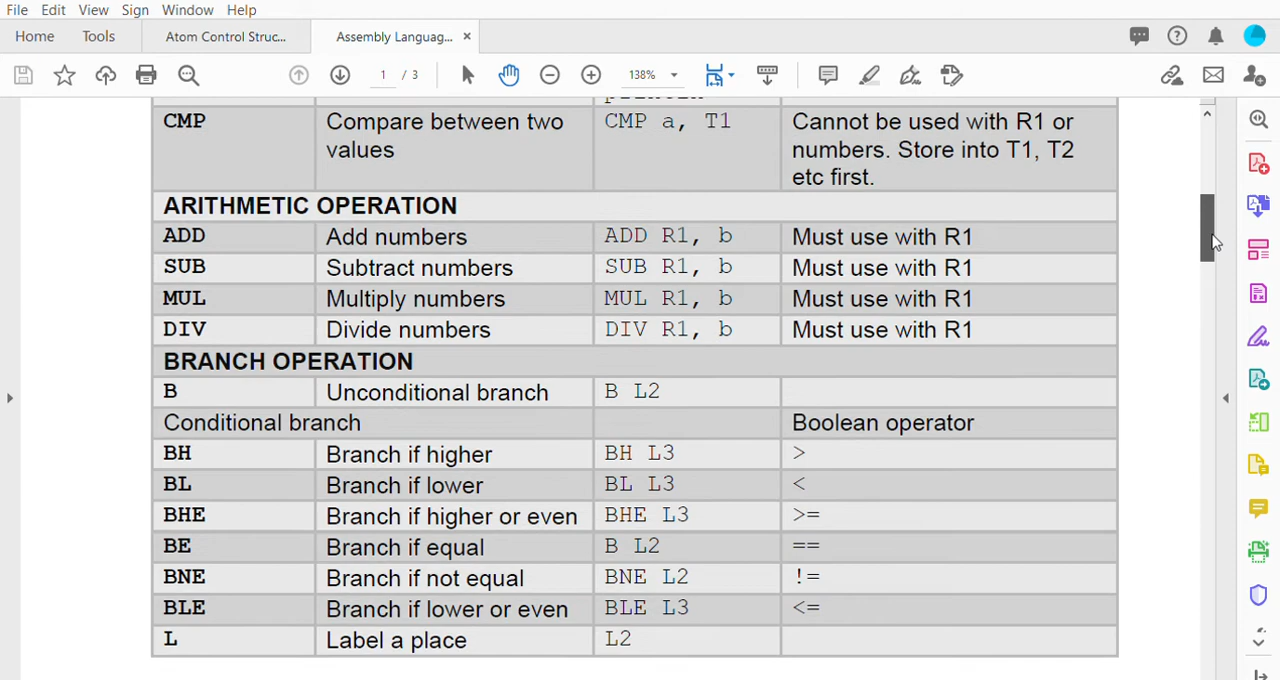 File Edit View Sign Window Help
Home Tools Atom Control Struc... Assembly Languag... ×
1 / 3 138%
CMP Compare between two values CMP a, T1 Cannot be used with R1 or numbers. Store into T1, T2 etc first.
ARITHMETIC OPERATION
ADD Add numbers ADD R1, b Must use with R1
SUB Subtract numbers SUB R1, b Must use with R1
MUL Multiply numbers MUL R1, b Must use with R1
DIV Divide numbers DIV R1, b Must use with R1
BRANCH OPERATION
B Unconditional branch B L2
Conditional branch Boolean operator
BH Branch if higher BH L3 >
BL Branch if lower BL L3 <
BHE Branch if higher or even BHE L3 >=
BE Branch if equal B L2 ==
BNE Branch if not equal BNE L2 !=
BLE Branch if lower or even BLE L3 <=
L Label a place L2